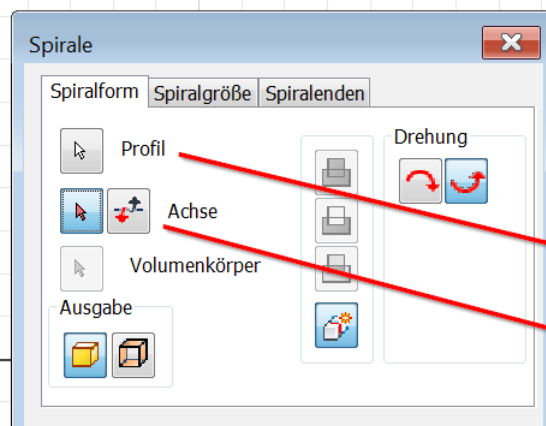 Spirale
Spiralform Spiralgröße Spiralenden
Profil
Drehung
Achse
Volumenkörper
Ausgabe